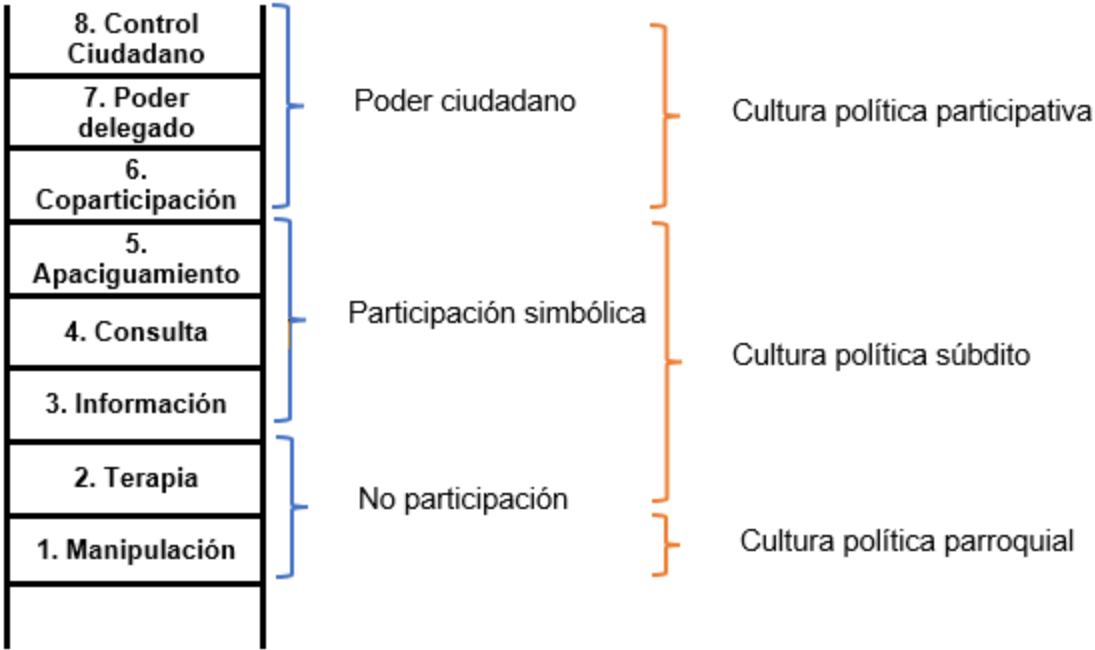 8. Control
Ciudadano
7. Poder
delegado
6.
Coparticipación
5.
Apaciguamiento
4. Consulta
3. Información
2. Terapia
1. Manipulación
Poder ciudadano
Participación simbólica
No participación
Cultura política participativa
Cultura política súbdito
Cultura política parroquial